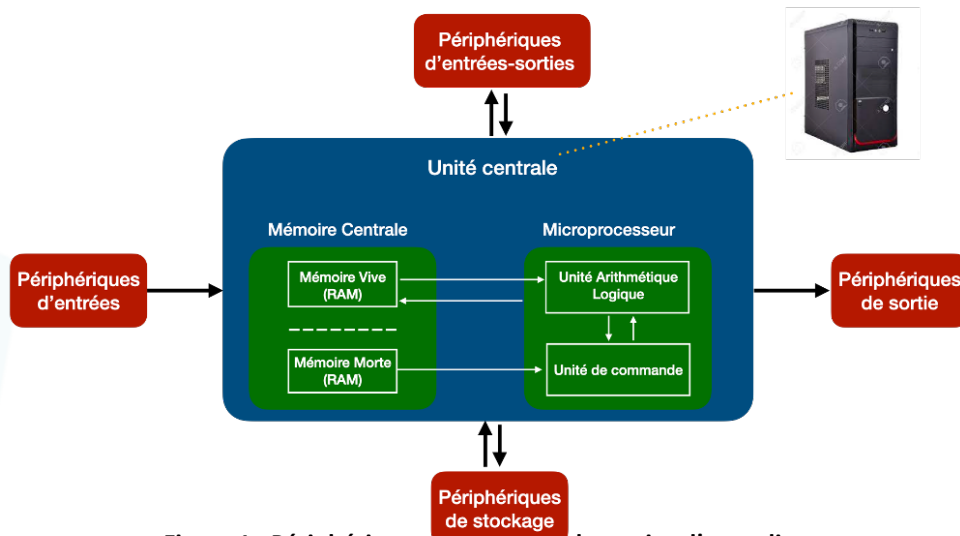 Périphériques
d'entrées-sorties
Unité centrale
Mémoire Centrale
Microprocesseur
Périphériques
d'entrées
Mémoire Vive
(RAM)
Unité Arithmétique
Logique
Périphériques
de sortie
Mémoire Morte
(RAM)
Unité de commande
Périphériques
de stockage